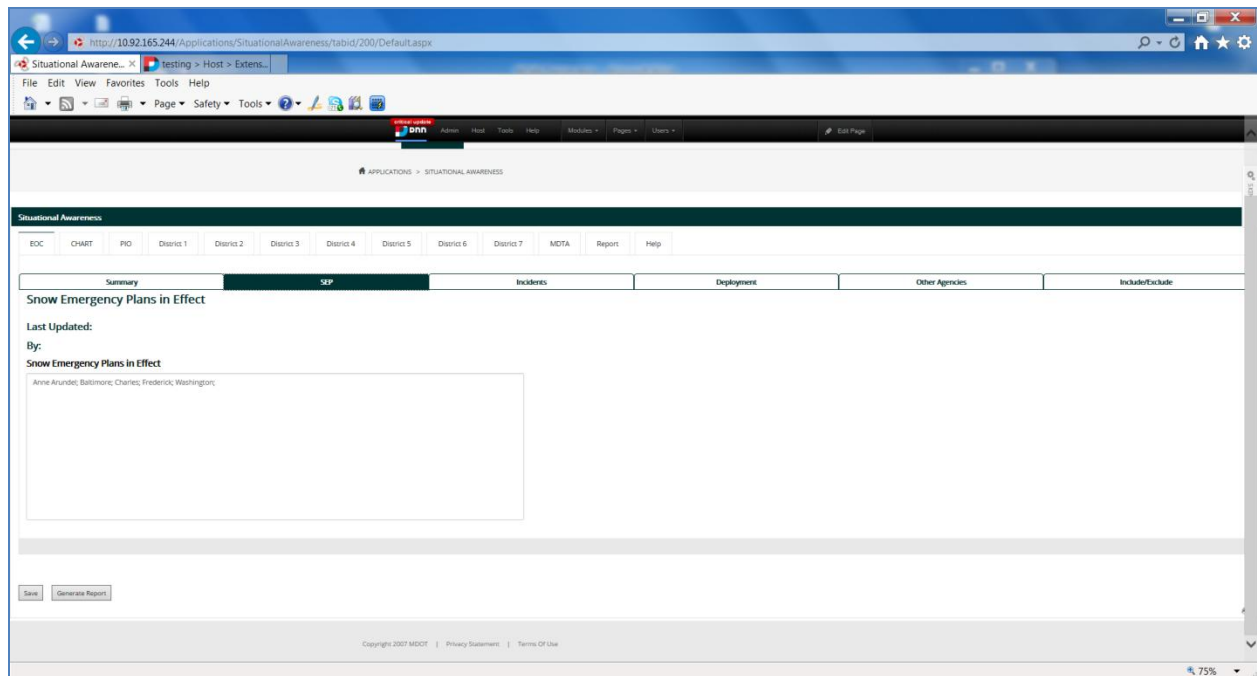 http://10.92.165.244/Applications/SituationalAwareness/tabid/200/Default.aspx
Situational Awarene... testing > Host > Extens...
File Edit View Favorites Tools Help
Page Safety Tools
critical update
DNN Admin Host Tools Help Modules Pages Users Edit Page
APPLICATIONS > SITUATIONAL AWARENESS
Situational Awareness
EOC CHART PIO District 1 District 2 District 3 District 4 District 5 District 6 District 7 MDTA Report Help
Summary SEP Incidents Deployment Other Agencies Include/Exclude
Snow Emergency Plans in Effect
Last Updated:
By:
Snow Emergency Plans in Effect
Anne Arundel; Baltimore; Charles; Frederick; Washington;
Save Generate Report
Copyright 2007 MDOT | Privacy Statement | Terms Of Use
75%